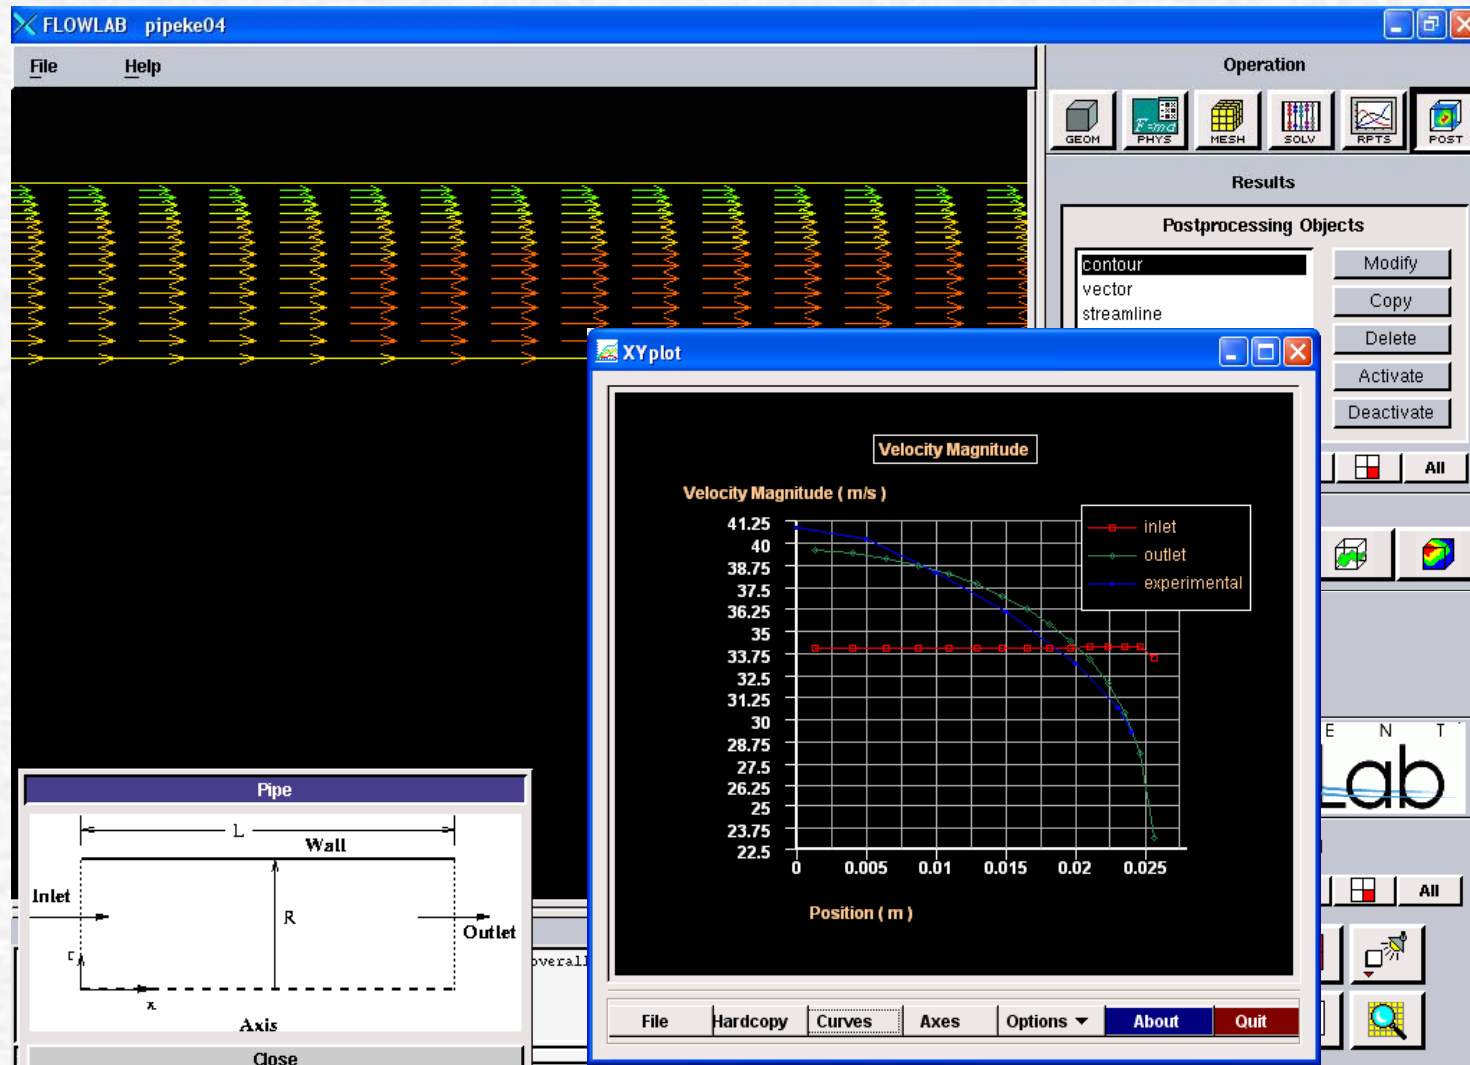 FLOWLAB pipeke04
File Help
Operation
GEOM F=ma PHYS MESH SOLV RPTS POST
Results
Postprocessing Objects
contour
vector
streamline
Modify
Copy
Delete
Activate
Deactivate
All
XYplot
Velocity Magnitude
Velocity Magnitude ( m/s )
inlet
outlet
experimental
41.25
40
38.75
37.5
36.25
35
33.75
32.5
31.25
30
28.75
27.5
26.25
25
23.75
22.5
0 0.005 0.01 0.015 0.02 0.025
Position ( m )
File Hardcopy Curves Axes Options About Quit
E N T
Lab
All
Pipe
L
Wall
Inlet
R
Outlet
r
x
Axis
Close
overall